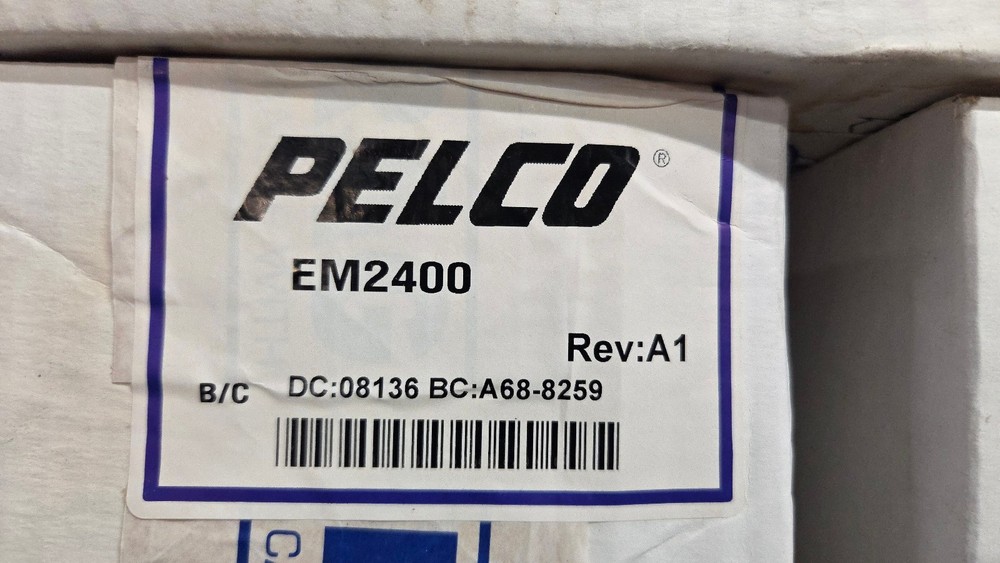 PELCO®
EM2400
Rev:A1
B/C DC:08136 BC:A68-8259